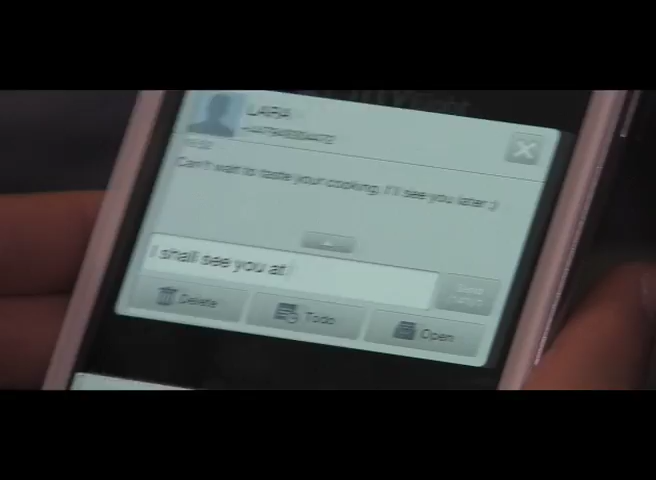 LARA
Can't wait to taste your cooking, I'll see you later :)
I shall see you at
Delete
Todo
Open